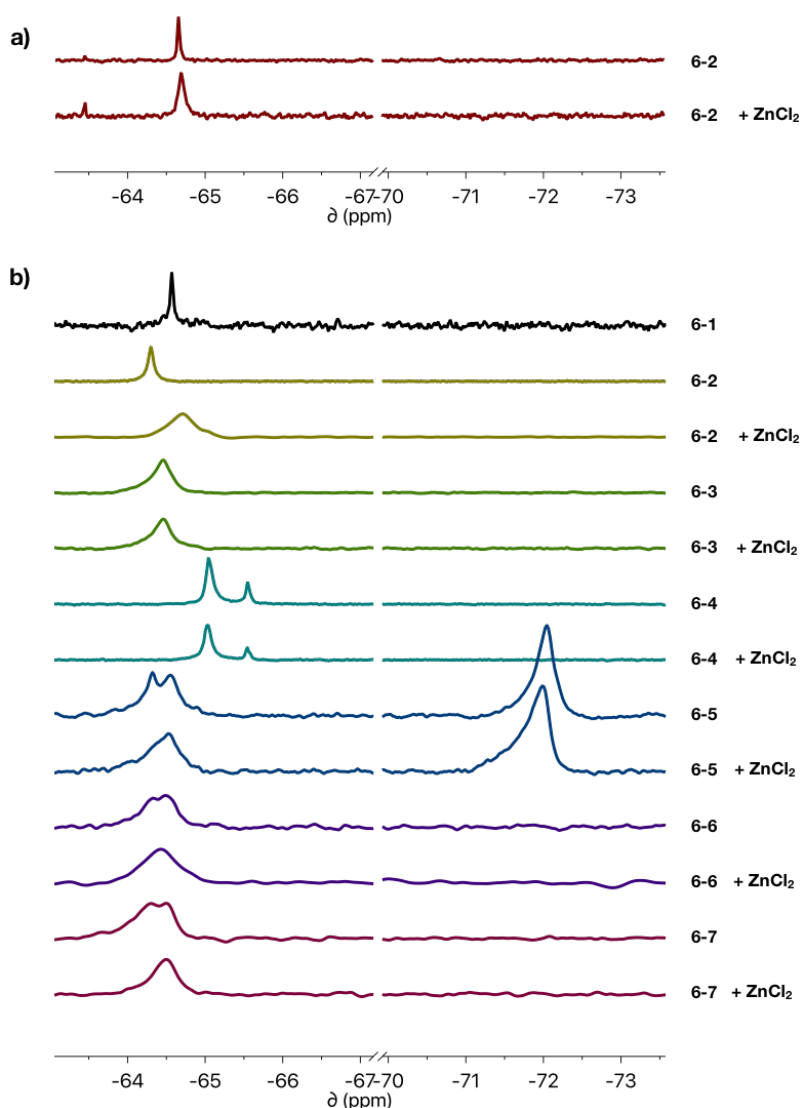 a)
6-2
6-2 + ZnCl₂
-64 -65 -66 -67 -70 -71 -72 -73
∂ (ppm) ∂ (ppm)
b)
6-1
6-2
6-2 + ZnCl₂
6-3
6-3 + ZnCl₂
6-4
6-4 + ZnCl₂
6-5
6-5 + ZnCl₂
6-6
6-6 + ZnCl₂
6-7
6-7 + ZnCl₂
-64 -65 -66 -67 -70 -71 -72 -73
∂ (ppm) ∂ (ppm)